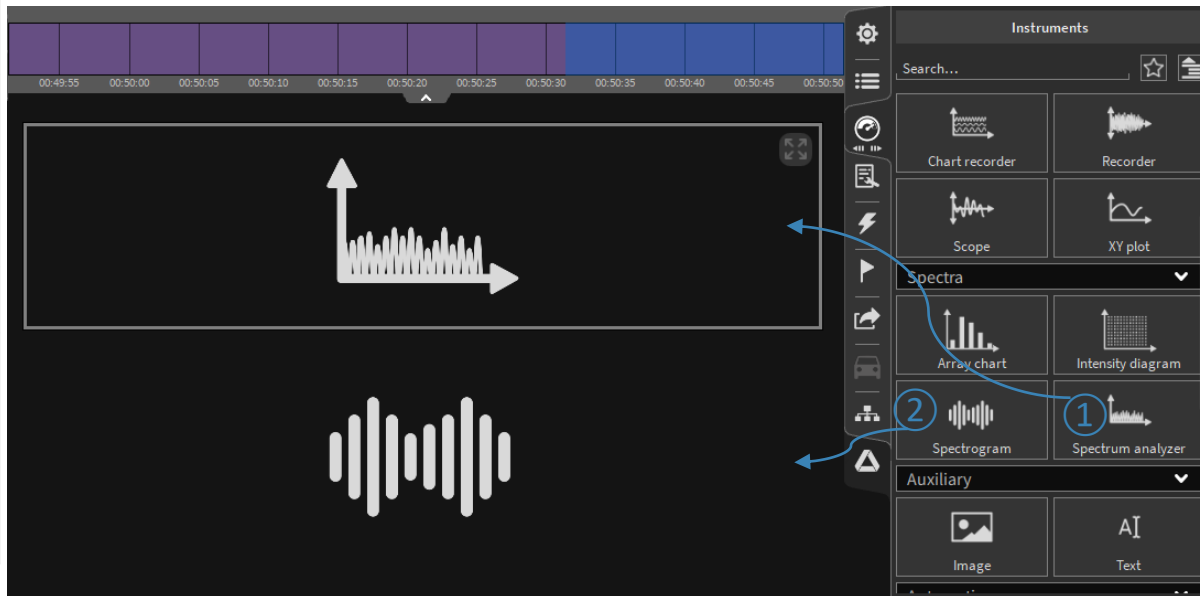 Instruments
Search...
00:49:55 00:50:00 00:50:05 00:50:10 00:50:15 00:50:20 00:50:25 00:50:30 00:50:35 00:50:40 00:50:45 00:50:50
Chart recorder Recorder
Scope XY plot
Spectra
Array chart Intensity diagram
2 1
Spectrogram Spectrum analyzer
Auxiliary
AI
Image Text